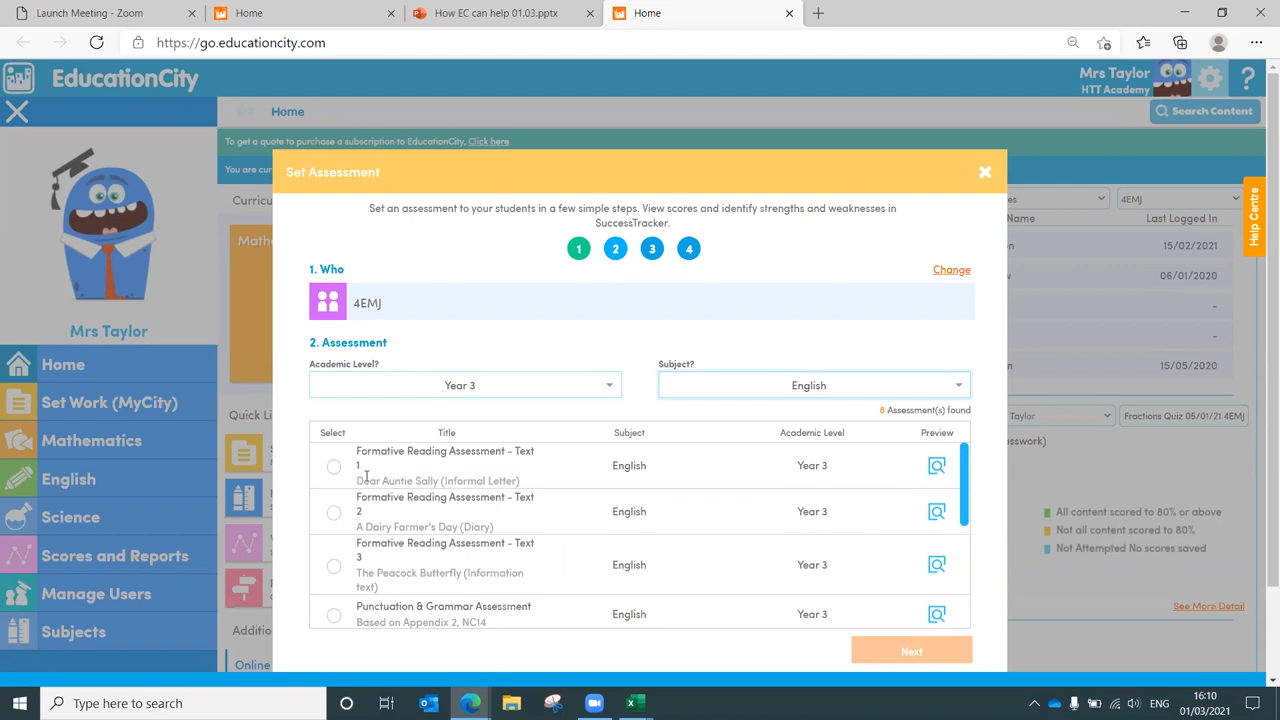 Launch Meeting - Zoom
Home
How EC can help 01.03.pptx
Home
https://go.educationcity.com
EducationCity
Mrs Taylor
HTT Academy
?
Home
Search Content
To get a quote to purchase a subscription to EducationCity, Click here.
You are cur
Curricu
Math
4EMJ
Name
Last Logged In
15/02/2021
06/01/2020
-
-
15/05/2020
Help Centre
Mrs Taylor
Home
Set Work (MyCity)
Mathematics
English
Science
Scores and Reports
Manage Users
Subjects
Quick Li
Additio
Online
Set Assessment
Set an assessment to your students in a few simple steps. View scores and identify strengths and weaknesses in
SuccessTracker.
1 2 3 4
1. Who
Change
4EMJ
2. Assessment
Academic Level?
Subject?
Year 3
English
8 Assessment(s) found
Select Title Subject Academic Level Preview
Formative Reading Assessment - Text
1
Dear Auntie Sally (Informal Letter)
English
Year 3
Formative Reading Assessment - Text
2
A Dairy Farmer's Day (Diary)
English
Year 3
Formative Reading Assessment - Text
3
The Peacock Butterfly (Information
text)
English
Year 3
Punctuation & Grammar Assessment
Based on Appendix 2, NC14
English
Year 3
Next
Taylor
Fractions Quiz 05/01/21 4EMJ
All content scored to 80% or above
Not all content scored to 80%
Not Attempted No scores saved
See More Detail
Type here to search
ENG
16:10
01/03/2021